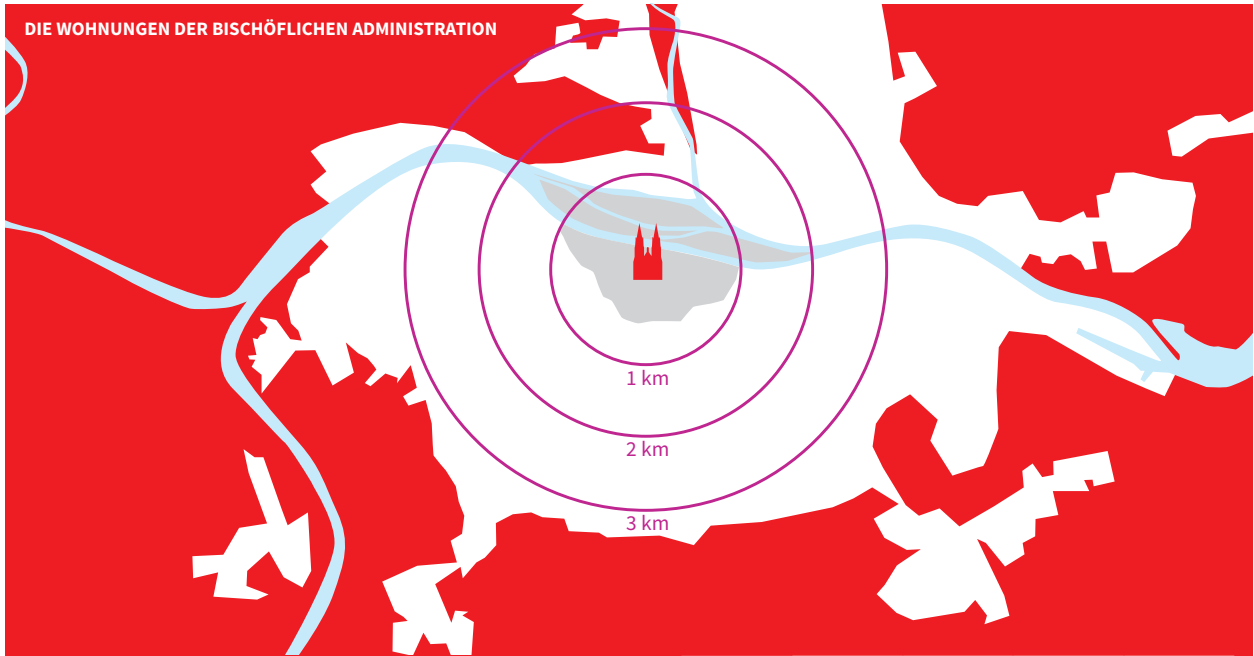 DIE WOHNUNGEN DER BISCHÖFLICHEN ADMINISTRATION
1 km
2 km
3 km